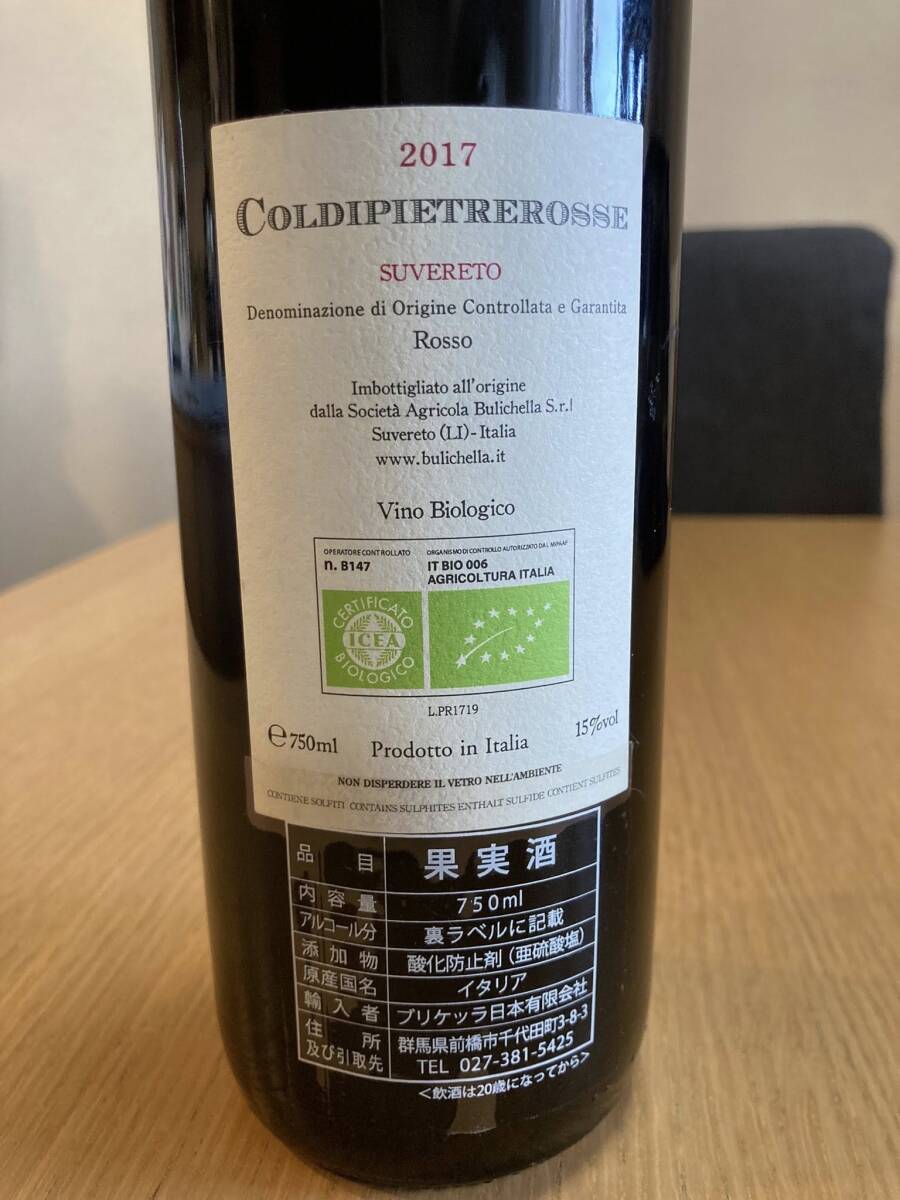 2017
COLDIPIETREROSSE
SUVERETO
Denominazione di Origine Controllata e Garantita
Rosso
Imbottigliato all'origine
dalla Società Agricola Bulichella S.r.l
Suvereto (LI)-Italia
www.bulichella.it
Vino Biologico
OPERATORE CONTROLLATO
n. B147
ORGANISMO DI CONTROLLO AUTORIZZATO DAL MIPAAF
IT BIO 006
AGRICOLTURA ITALIA
CERTIFICATO
ICEA
BIOLOGICO
L.PR1719
℮750ml Prodotto in Italia 15%vol
NON DISPERDERE IL VETRO NELL'AMBIENTE
CONTIENE SOLFITI CONTAINS SULPHITES ENTHALT SULFIDE CONTIENT SULFITES
品目 果実酒
内容量 750ml
アルコール分 裏ラベルに記載
添加物 酸化防止剤(亜硫酸塩)
原産国名 イタリア
輸入者 ブリケッラ日本有限会社
住所 群馬県前橋市千代田町3-8-3
及び引取先 TEL 027-381-5425
<飲酒は20歳になってから>